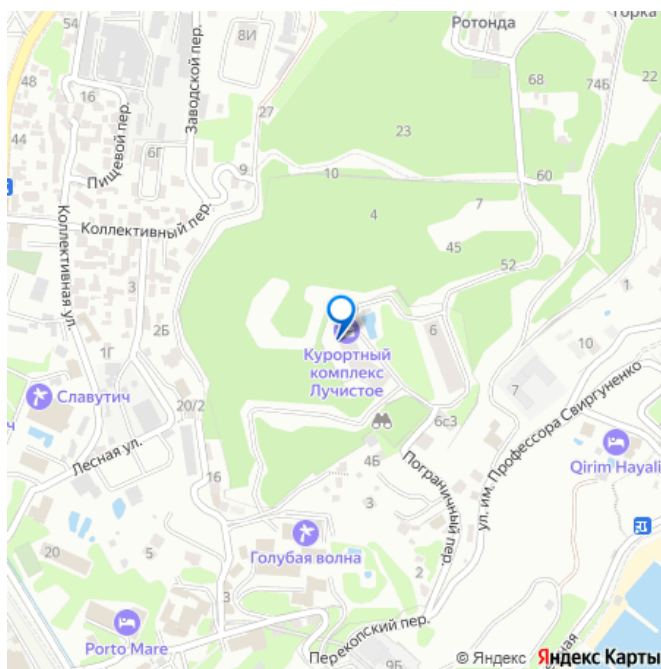 Ротонда
Горка
8И
Заводской пер.
48
16
68
74Б
22
27
Пищевой пер.
44
6Г
23
9
10
60
Коллективный пер.
4
7
Коллективная ул.
45
3
52
1
2Б
6
10
1Г
Курортный
комплекс
Лучистое
7
Славутич
20/2
6с3
ул. им. Профессора Свиргуненко
Лесная ул.
4Б
Qirim Hayali
16
Пограничный пер.
3
20
5
Голубая волна
2
3
Porto Mare
Перекопский пер.
9Б
© Яндекс Яндекс Карты